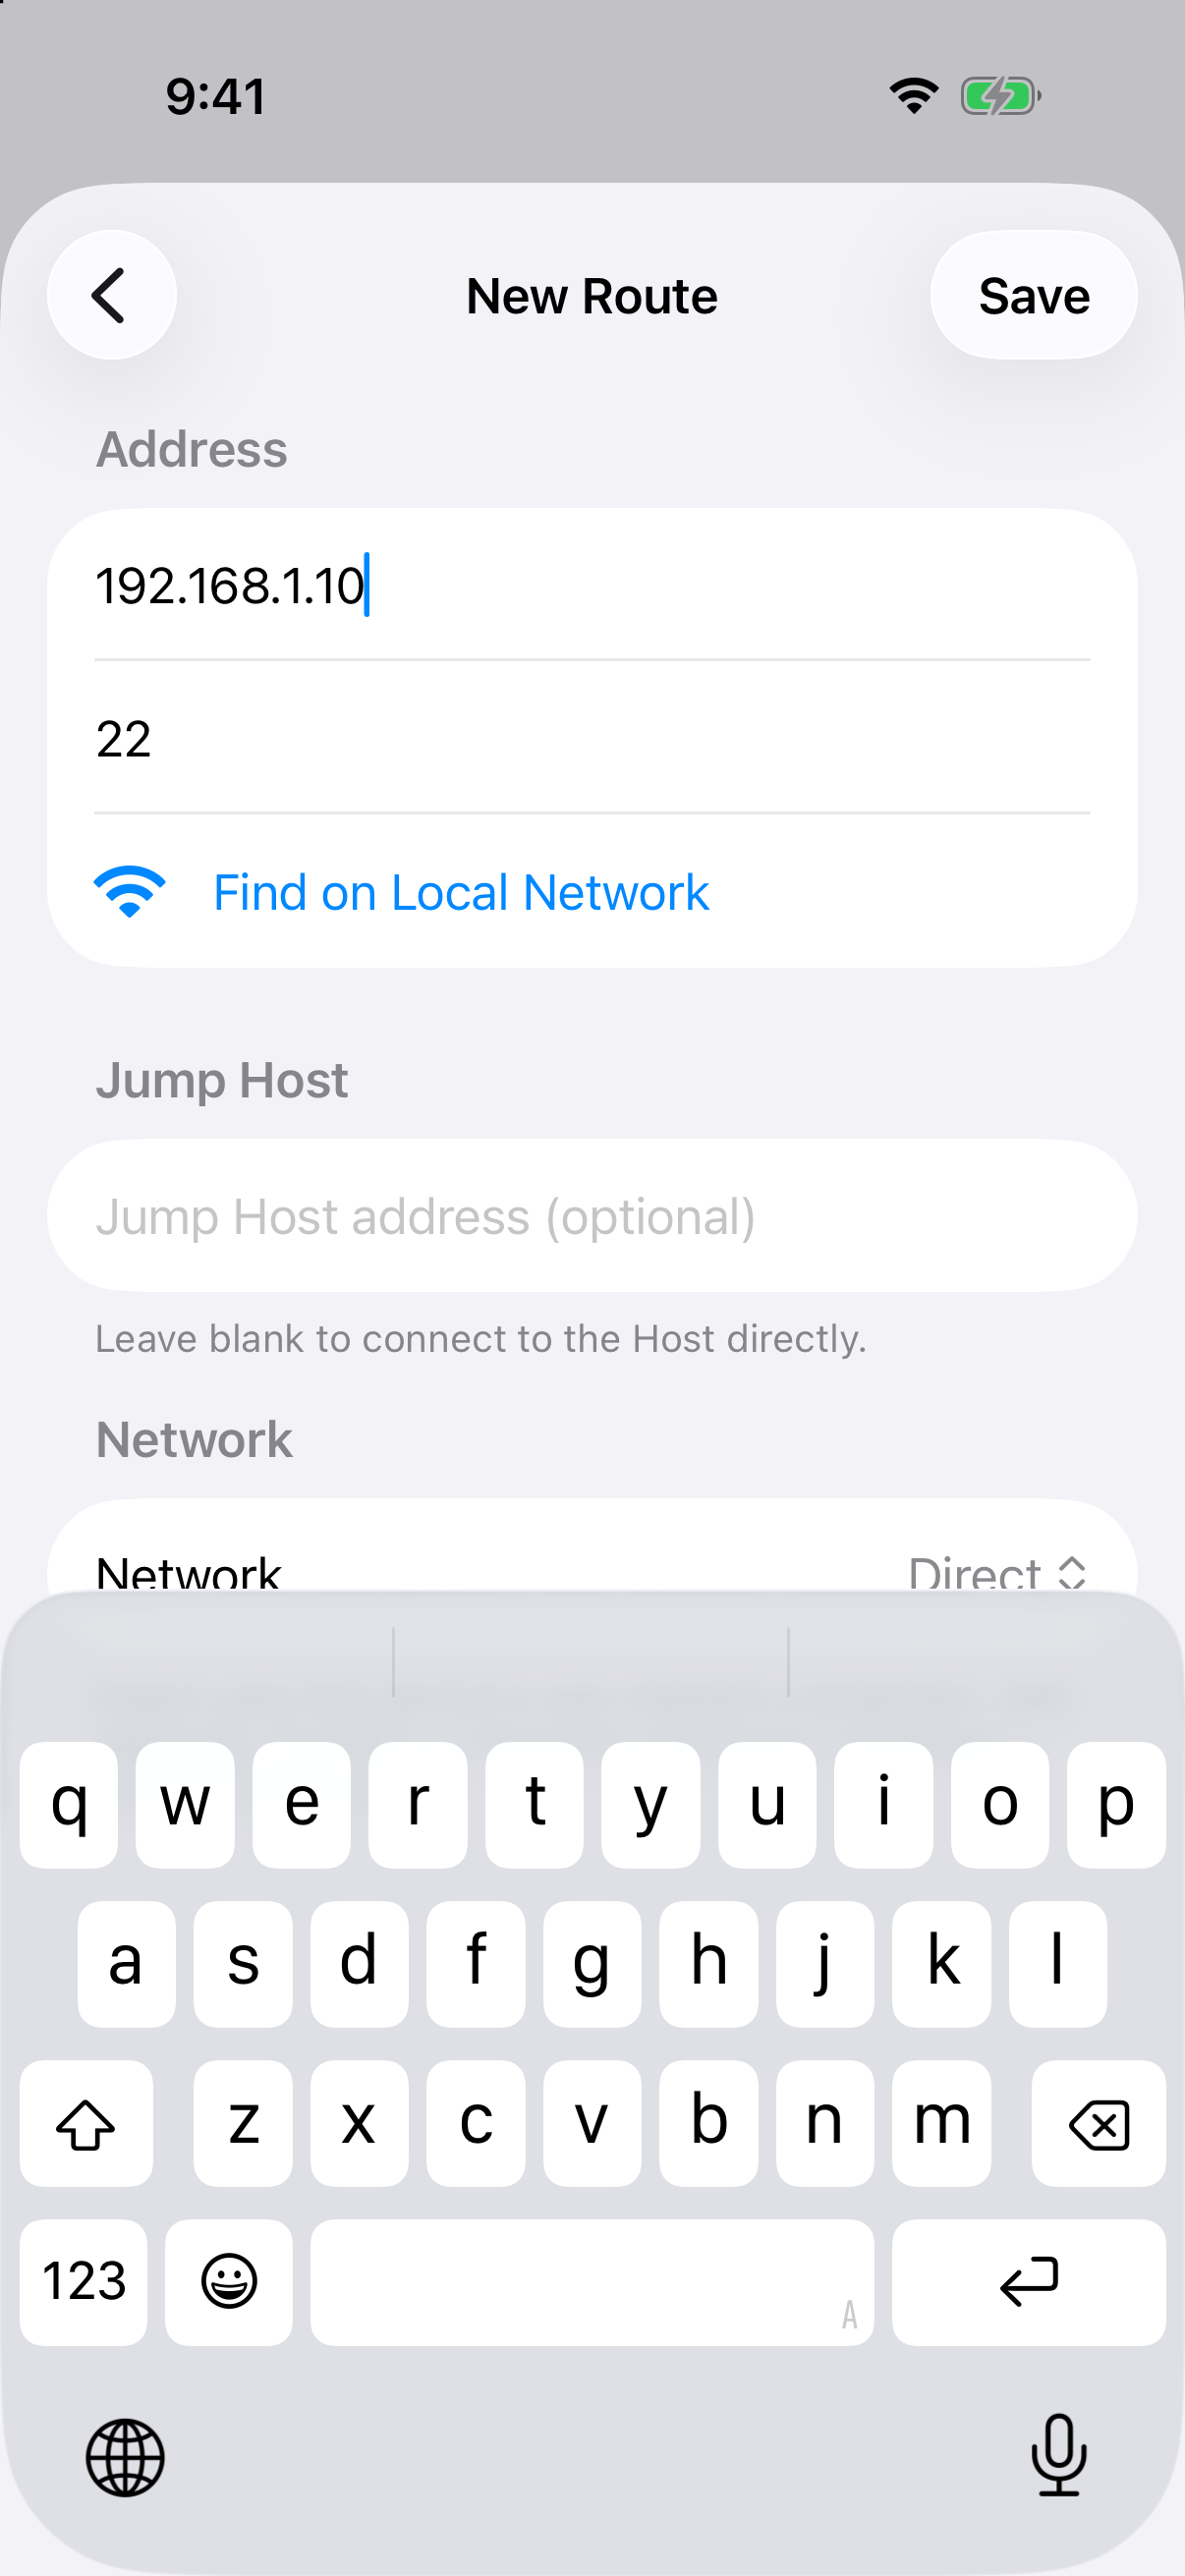 9:41
New Route
Save
Address
192.168.1.10
22
Find on Local Network
Jump Host
Jump Host address (optional)
Leave blank to connect to the Host directly.
Network
Network Direct
q w e r t y u i o p
a s d f g h j k l
z x c v b n m
123
A